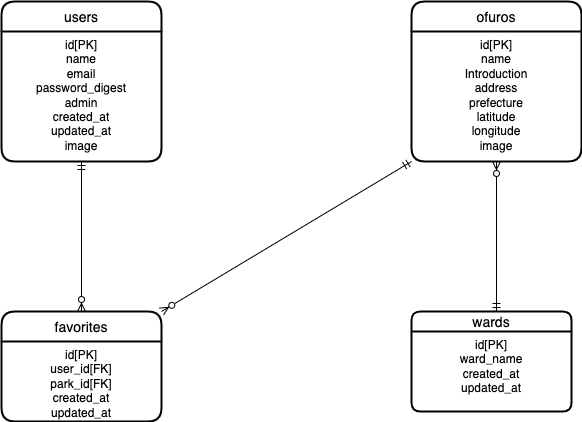 users
id[PK]
name
email
password_digest
admin
created_at
updated_at
image
ofuros
id[PK]
name
Introduction
address
prefecture
latitude
longitude
image
favorites
id[PK]
user_id[FK]
park_id[FK]
created_at
updated_at
wards
id[PK]
ward_name
created_at
updated_at